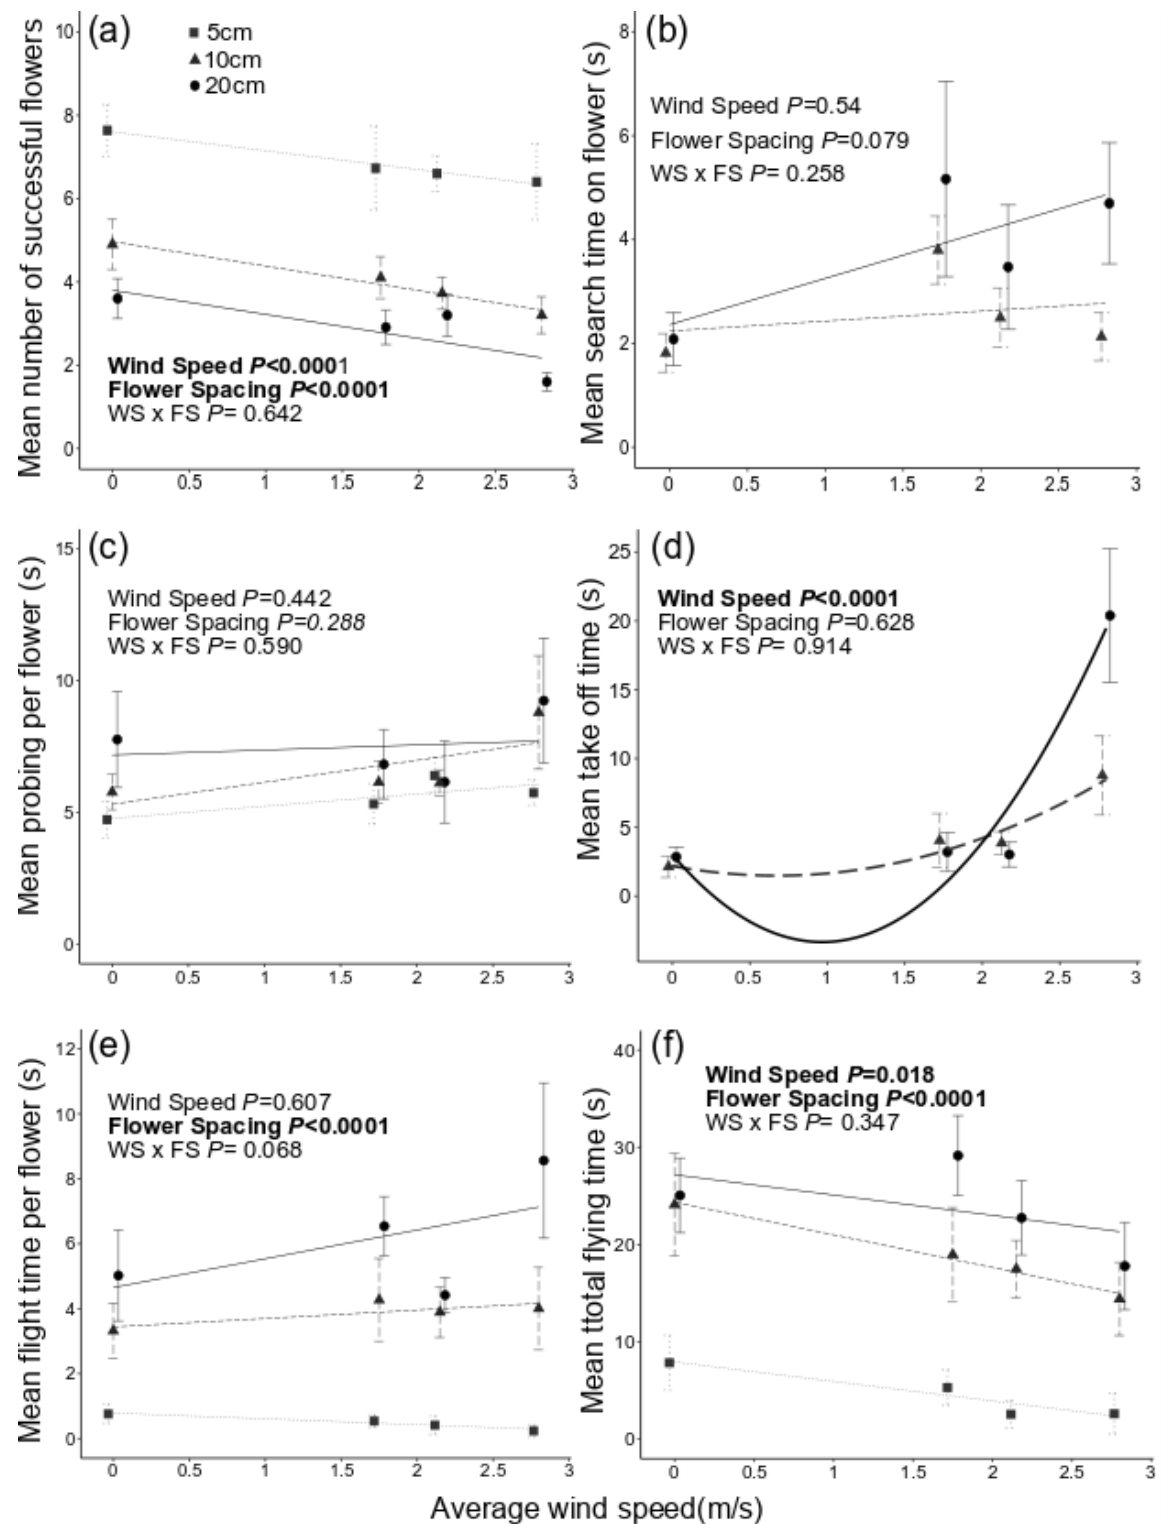 (a)
5cm
10cm
20cm
Mean number of successful flowers
10
8
6
4
2
0
Wind Speed P<0.0001
Flower Spacing P<0.0001
WS x FS P= 0.642
0 0.5 1 1.5 2 2.5 3
(b)
Mean search time on flower (s)
8
6
4
2
0
Wind Speed P=0.54
Flower Spacing P=0.079
WS x FS P= 0.258
0 0.5 1 1.5 2 2.5 3
(c)
Mean probing per flower (s)
15
10
5
0
Wind Speed P=0.442
Flower Spacing P=0.288
WS x FS P= 0.590
0 0.5 1 1.5 2 2.5 3
(d)
Mean take off time (s)
25
20
15
10
5
0
Wind Speed P<0.0001
Flower Spacing P=0.628
WS x FS P= 0.914
0 0.5 1 1.5 2 2.5 3
(e)
Mean flight time per flower (s)
12
10
8
6
4
2
0
Wind Speed P=0.607
Flower Spacing P<0.0001
WS x FS P= 0.068
0 0.5 1 1.5 2 2.5 3
(f)
Mean ttotal flying time (s)
40
30
20
10
0
Wind Speed P=0.018
Flower Spacing P<0.0001
WS x FS P= 0.347
0 0.5 1 1.5 2 2.5 3
Average wind speed(m/s)